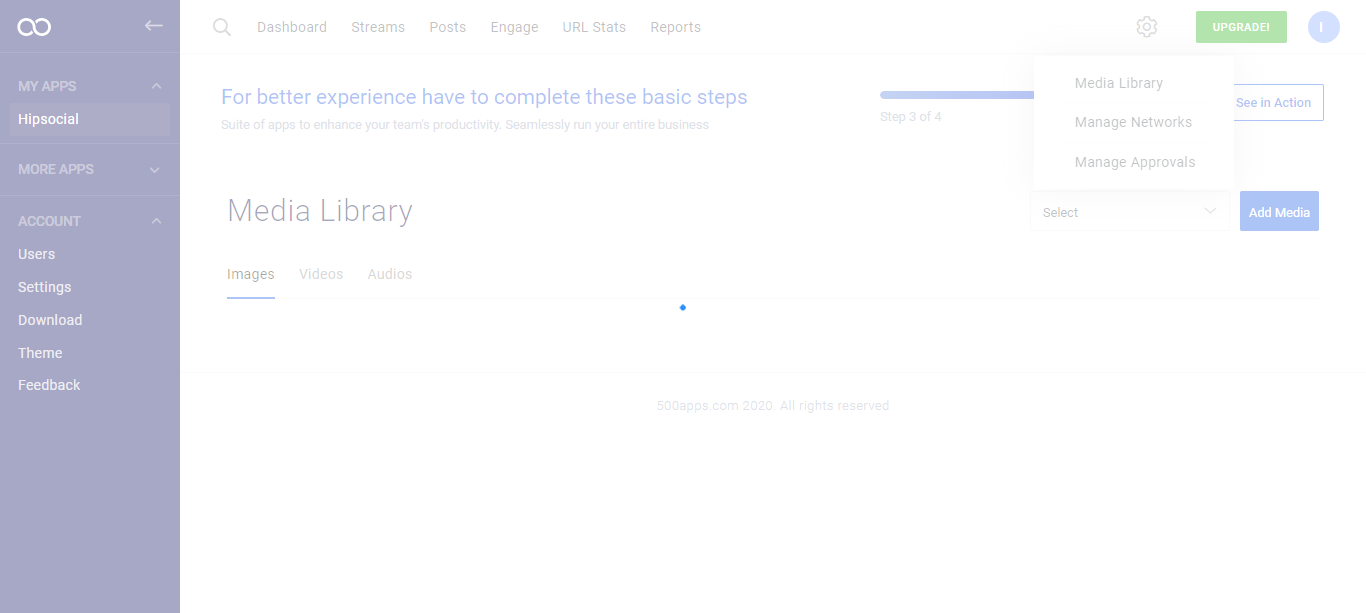 Dashboard Streams Posts Engage URL Stats Reports UPGRADE! I
MY APPS
Hipsocial
MORE APPS
ACCOUNT
Users
Settings
Download
Theme
Feedback
For better experience have to complete these basic steps
Suite of apps to enhance your team's productivity. Seamlessly run your entire business
Step 3 of 4
See in Action
Media Library
Manage Networks
Manage Approvals
Media Library
Select
Add Media
Images Videos Audios
500apps.com 2020. All rights reserved